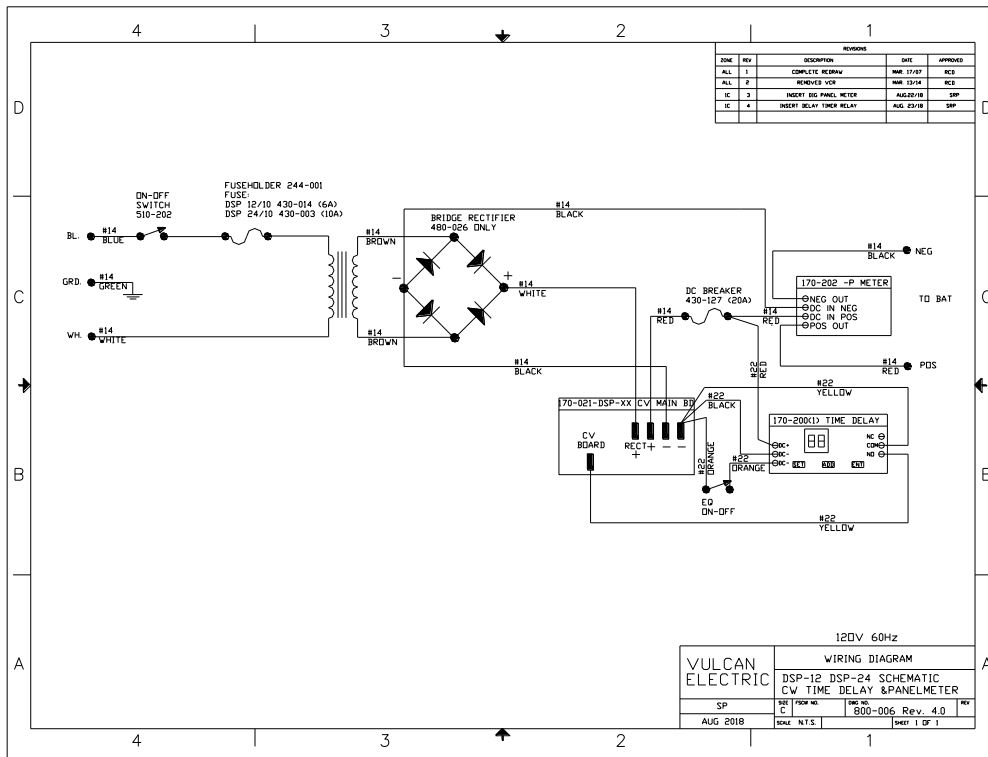 4 3 2 1
REVISIONS
ZONE REV DESCRIPTION DATE APPROVED
ALL 1 COMPLETE REDRAW MAR. 17/07 RCD
ALL 2 REMOVED VCR MAR. 13/14 RCD
1C 3 INSERT DIG PANEL METER AUG.22/18 SRP
1C 4 INSERT DELAY TIMER RELAY AUG. 23/18 SRP
D D
ON-OFF
SWITCH
510-202
FUSEHOLDER 244-001
FUSE:
DSP 12/10 430-014 (6A)
DSP 24/10 430-003 (10A)
BL.
#14
BLUE
GRD.
#14
GREEN
WH.
#14
WHITE
#14
BROWN
#14
BROWN
BRIDGE RECTIFIER
480-026 ONLY
-
+
#14
WHITE
#14
BLACK
#14
BLACK
C C
DC BREAKER
430-127 (20A)
#14
RED
#14
RED
#14
BLACK
NEG
170-202 -P METER
NEG OUT
DC IN NEG
DC IN POS
POS OUT
TO BAT
#14
RED
POS
#22
RED
#22
YELLOW
#22
BLACK
170-021-DSP-XX CV MAIN BD
CV
BOARD
RECT + - -
+
170-200(1) TIME DELAY
88
DC+
DC-
DC-
NC
COM
NO
SET ADD ENT
#22
ORANGE
#22
ORANGE
EQ
ON-OFF
#22
YELLOW
B B
A A
120V 60Hz
VULCAN
ELECTRIC
WIRING DIAGRAM
DSP-12 DSP-24 SCHEMATIC
CW TIME DELAY &PANELMETER
SP
AUG 2018
SIZE
C
FSCM NO.
DWG NO.
800-006 Rev. 4.0
REV
SCALE N.T.S.
SHEET 1 OF 1
4 3 2 1